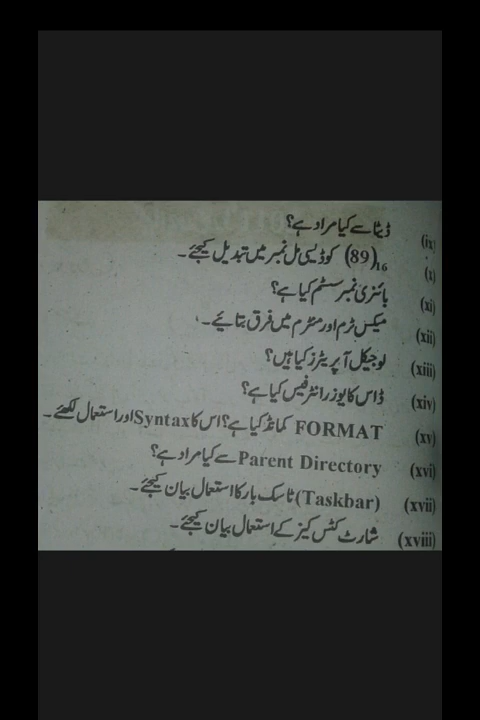 (ix) ڈیٹا سے کیا مراد ہے؟
(x) (89)₁₆ کو ڈیسی مل نمبر میں تبدیل کیجئے۔
(xi) بائنری نمبر سسٹم کیا ہے؟
(xii) میکس ٹرم اور منٹرم میں فرق بتائیے۔
(xiii) لوجیکل آپریٹرز کیا ہیں؟
(xiv) ڈاس کا یوزر انٹرفیس کیا ہے؟
(xv) FORMAT کمانڈ کیا ہے؟ اس کا Syntax اور استعمال لکھئے۔
(xvi) Parent Directory سے کیا مراد ہے؟
(xvii) (Taskbar) ٹاسک بار کا استعمال بیان کیجئے۔
(xviii) شارٹ کٹس کیز کے استعمال بیان کیجئے۔